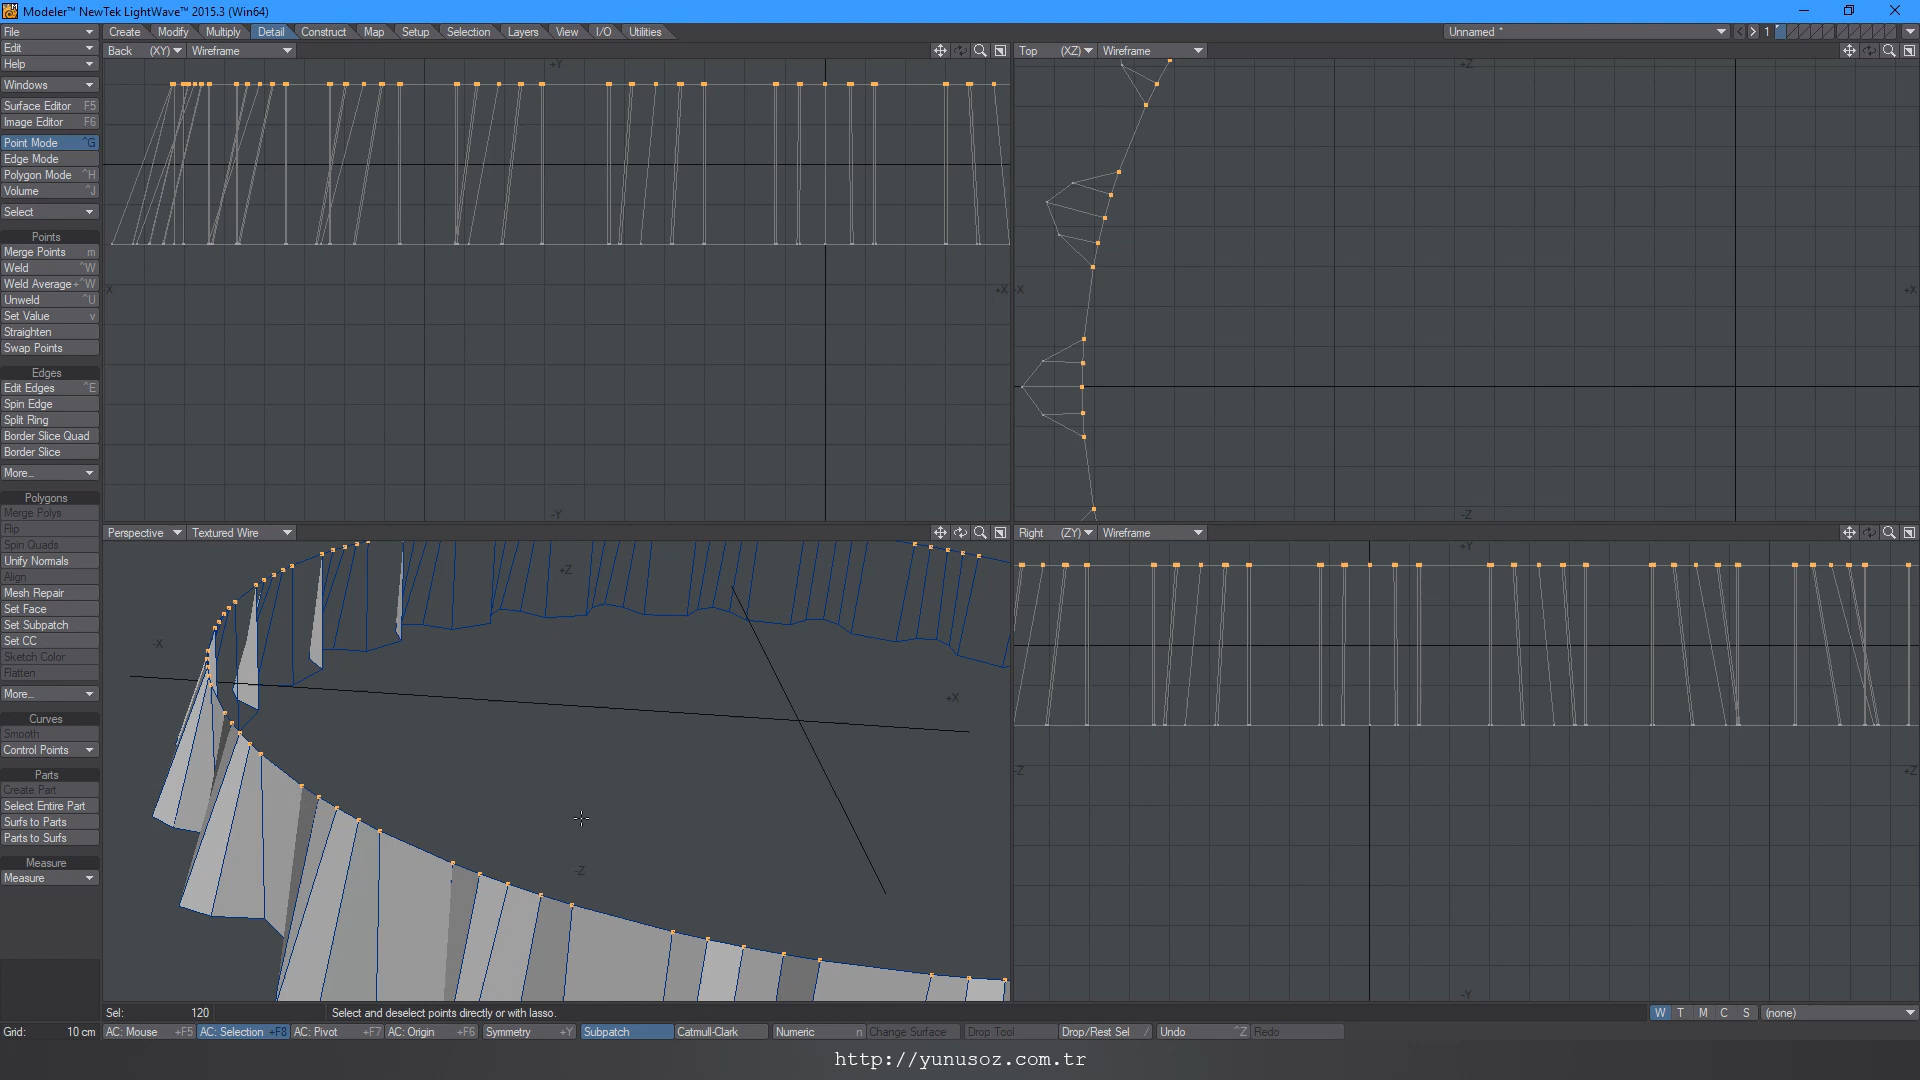 Modeler™ NewTek LightWave™ 2015.3 (Win64)
File Create Modify Multiply Detail Construct Map Setup Selection Layers View I/O Utilities Unnamed * 1
Edit
Help
Windows
Surface Editor F5
Image Editor F6
Point Mode ^G
Edge Mode
Polygon Mode ^H
Volume ^J
Select
Points
Merge Points m
Weld ^W
Weld Average +^W
Unweld ^U
Set Value v
Straighten
Swap Points
Edges
Edit Edges ^E
Spin Edge
Split Ring
Border Slice Quad
Border Slice
More...
Polygons
Merge Polys
Flip
Spin Quads
Unify Normals
Align
Mesh Repair
Set Face
Set Subpatch
Set CC
Sketch Color
Flatten
More...
Curves
Smooth
Control Points
Parts
Create Part
Select Entire Part
Surfs to Parts
Parts to Surfs
Measure
Measure
Back (XY) Wireframe
+Y
-X
+X
-Y
Top (XZ) Wireframe
+Z
-X
+X
-Z
Perspective Textured Wire
+Z
-X
+X
-Z
Right (ZY) Wireframe
+Y
-Z
+Z
-Y
Sel: 120 Select and deselect points directly or with lasso. W T M C S (none)
Grid: 10 cm AC: Mouse +F5 AC: Selection +F8 AC: Pivot +F7 AC: Origin +F6 Symmetry +Y Subpatch Catmull-Clark Numeric n Change Surface Drop Tool Drop/Rest Sel / Undo ^Z Redo
http://yunusoz.com.tr